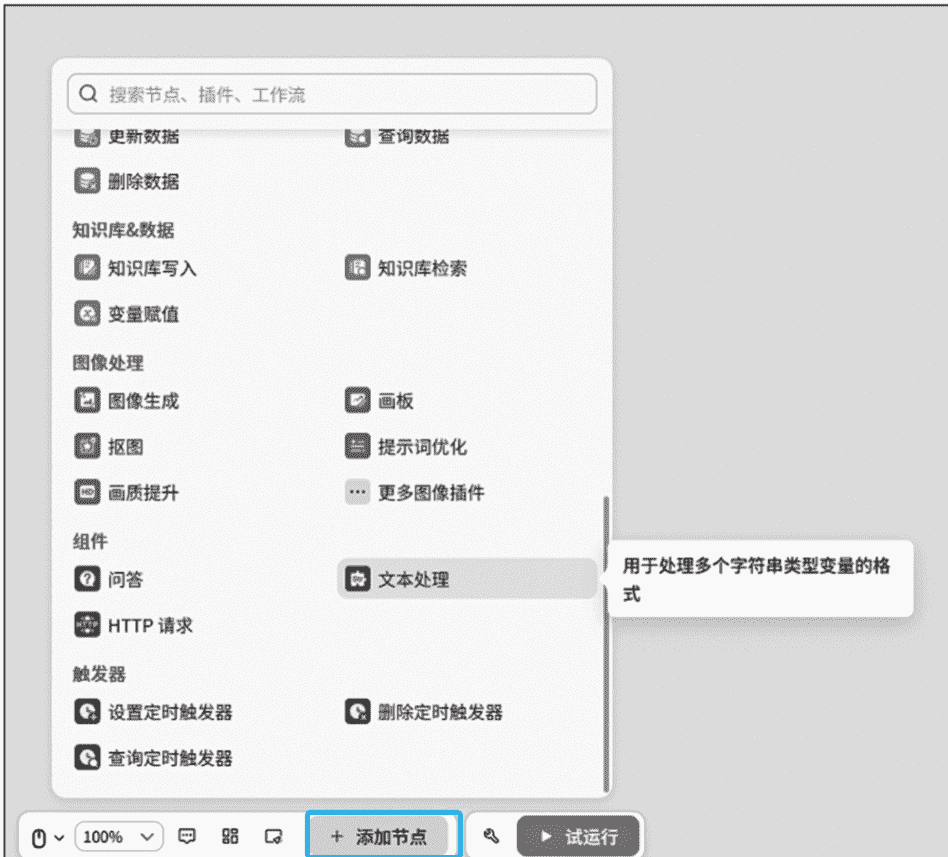 搜索节点、插件、工作流
更新数据
查询数据
删除数据
知识库&数据
知识库写入
知识库检索
变量赋值
图像处理
图像生成
画板
抠图
提示词优化
HD
画质提升
更多图像插件
组件
问答
文本处理
用于处理多个字符串类型变量的格
式
HTTP
HTTP 请求
触发器
设置定时触发器
删除定时触发器
查询定时触发器
100%
+ 添加节点
试运行